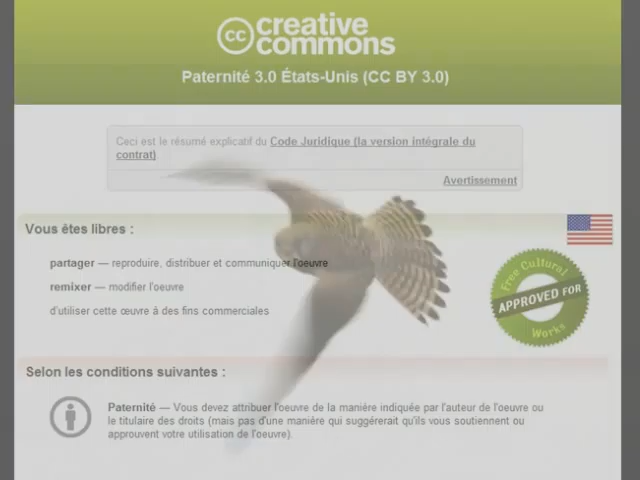 cc creative commons
Paternité 3.0 États-Unis (CC BY 3.0)
Ceci est le résumé explicatif du Code Juridique (la version intégrale du
contrat).
Avertissement
Vous êtes libres :
partager — reproduire, distribuer et communiquer l'oeuvre
remixer — modifier l'oeuvre
d'utiliser cette œuvre à des fins commerciales
Free Cultural
APPROVED FOR
Works
Selon les conditions suivantes :
Paternité — Vous devez attribuer l'oeuvre de la manière indiquée par l'auteur de l'oeuvre ou
le titulaire des droits (mais pas d'une manière qui suggérerait qu'ils vous soutiennent ou
approuvent votre utilisation de l'oeuvre).